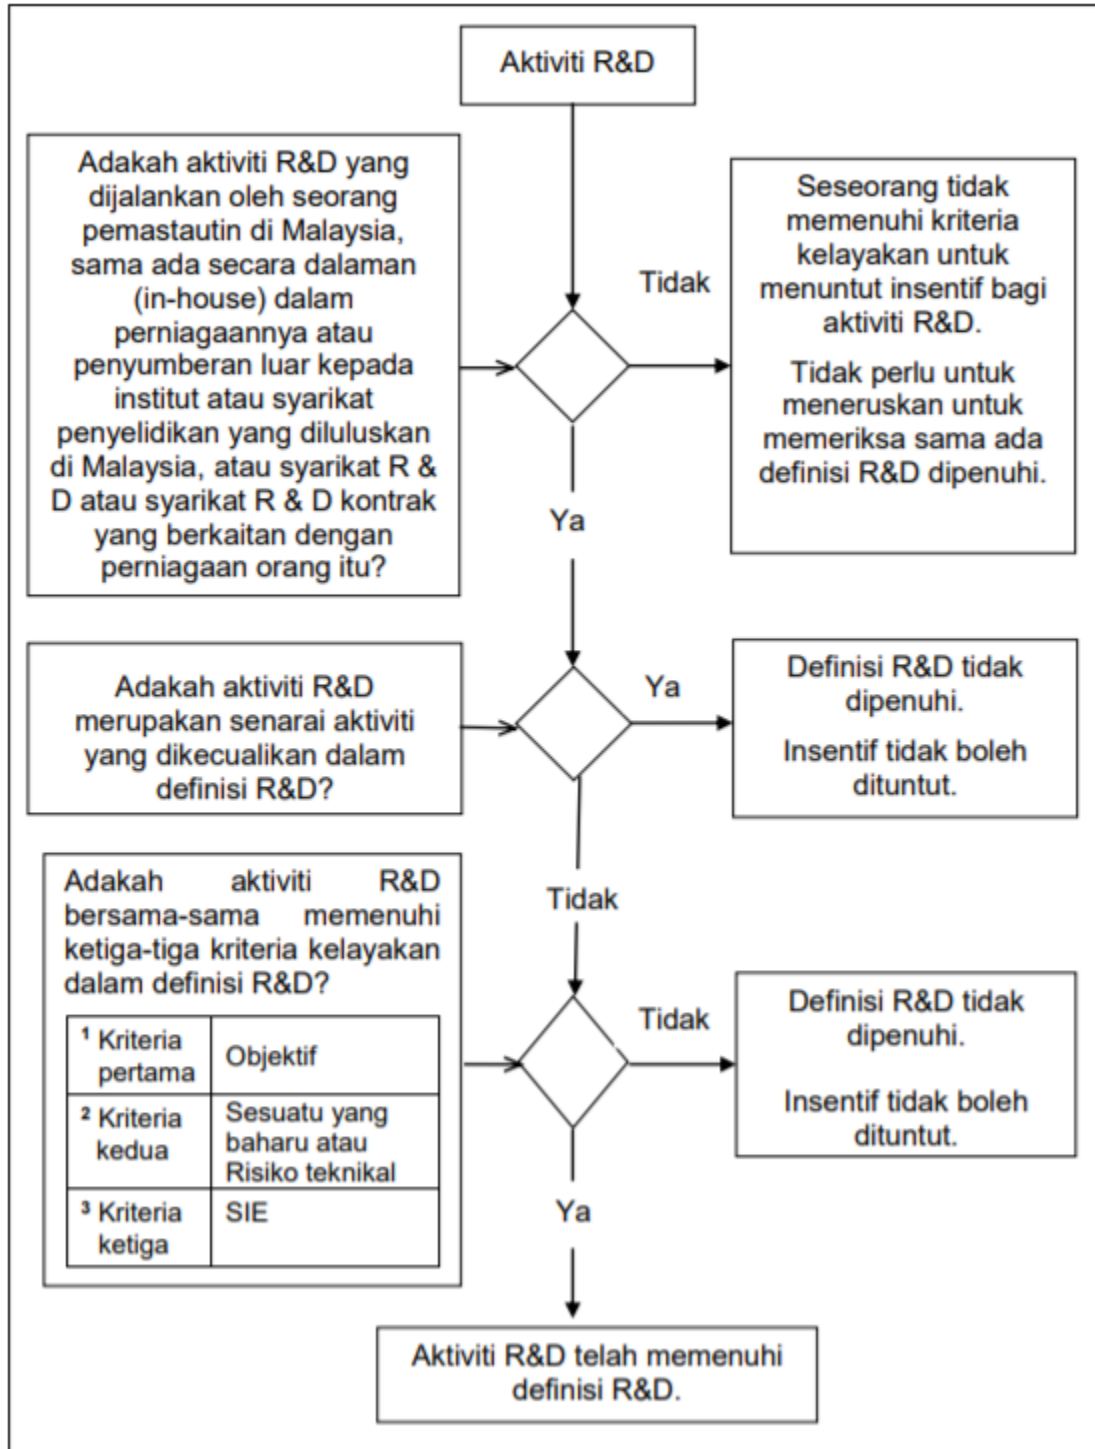 Aktiviti R&D
Adakah aktiviti R&D yang
dijalankan oleh seorang
pemastautin di Malaysia,
sama ada secara dalaman
(in-house) dalam
perniagaannya atau
penyumberan luar kepada
institut atau syarikat
penyelidikan yang diluluskan
di Malaysia, atau syarikat R &
D atau syarikat R & D kontrak
yang berkaitan dengan
perniagaan orang itu?
Tidak
Seseorang tidak
memenuhi kriteria
kelayakan untuk
menuntut insentif bagi
aktiviti R&D.
Tidak perlu untuk
meneruskan untuk
memeriksa sama ada
definisi R&D dipenuhi.
Ya
Adakah aktiviti R&D
merupakan senarai aktiviti
yang dikecualikan dalam
definisi R&D?
Ya
Definisi R&D tidak
dipenuhi.
Insentif tidak boleh
dituntut.
Tidak
Adakah aktiviti R&D
bersama-sama memenuhi
ketiga-tiga kriteria kelayakan
dalam definisi R&D?
¹ Kriteria
pertama
Objektif
² Kriteria
kedua
Sesuatu yang
baharu atau
Risiko teknikal
³ Kriteria
ketiga
SIE
Tidak
Definisi R&D tidak
dipenuhi.
Insentif tidak boleh
dituntut.
Ya
Aktiviti R&D telah memenuhi
definisi R&D.